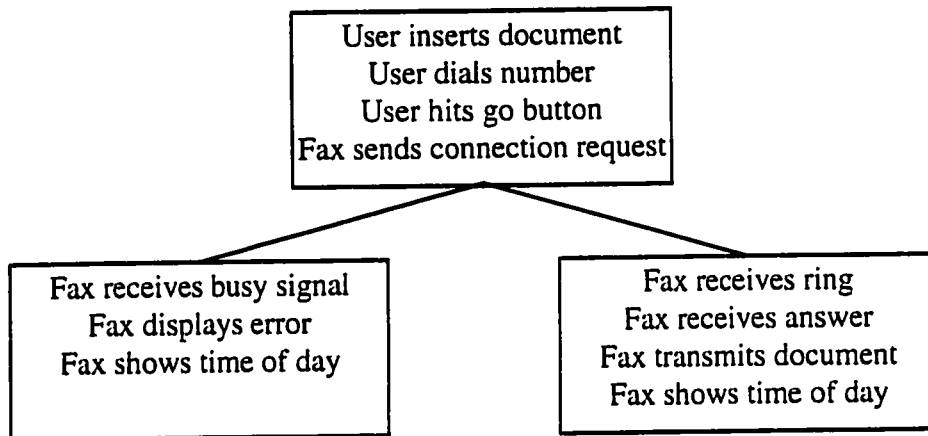 User inserts document
User dials number
User hits go button
Fax sends connection request
Fax receives busy signal
Fax displays error
Fax shows time of day
Fax receives ring
Fax receives answer
Fax transmits document
Fax shows time of day